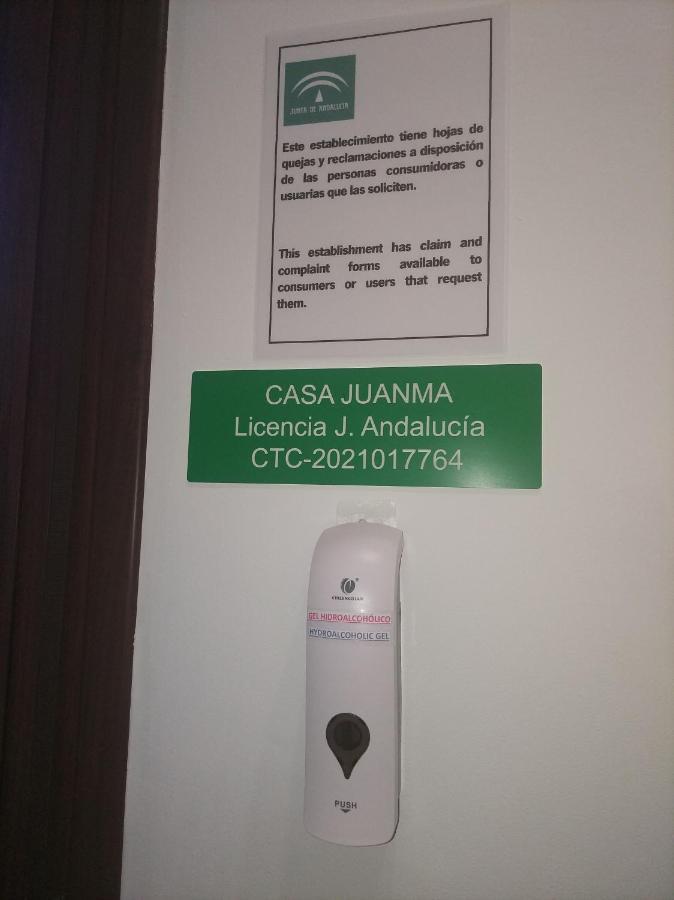 JUNTA DE ANDALUCIA
Este establecimiento tiene hojas de
quejas y reclamaciones a disposición
de las personas consumidoras o
usuarias que las soliciten.
This establishment has claim and
complaint forms available to
consumers or users that request
them.
CASA JUANMA
Licencia J. Andalucía
CTC-2021017764
GEL HIDROALCOHÓLICO
HYDROALCOHOLIC GEL
PUSH